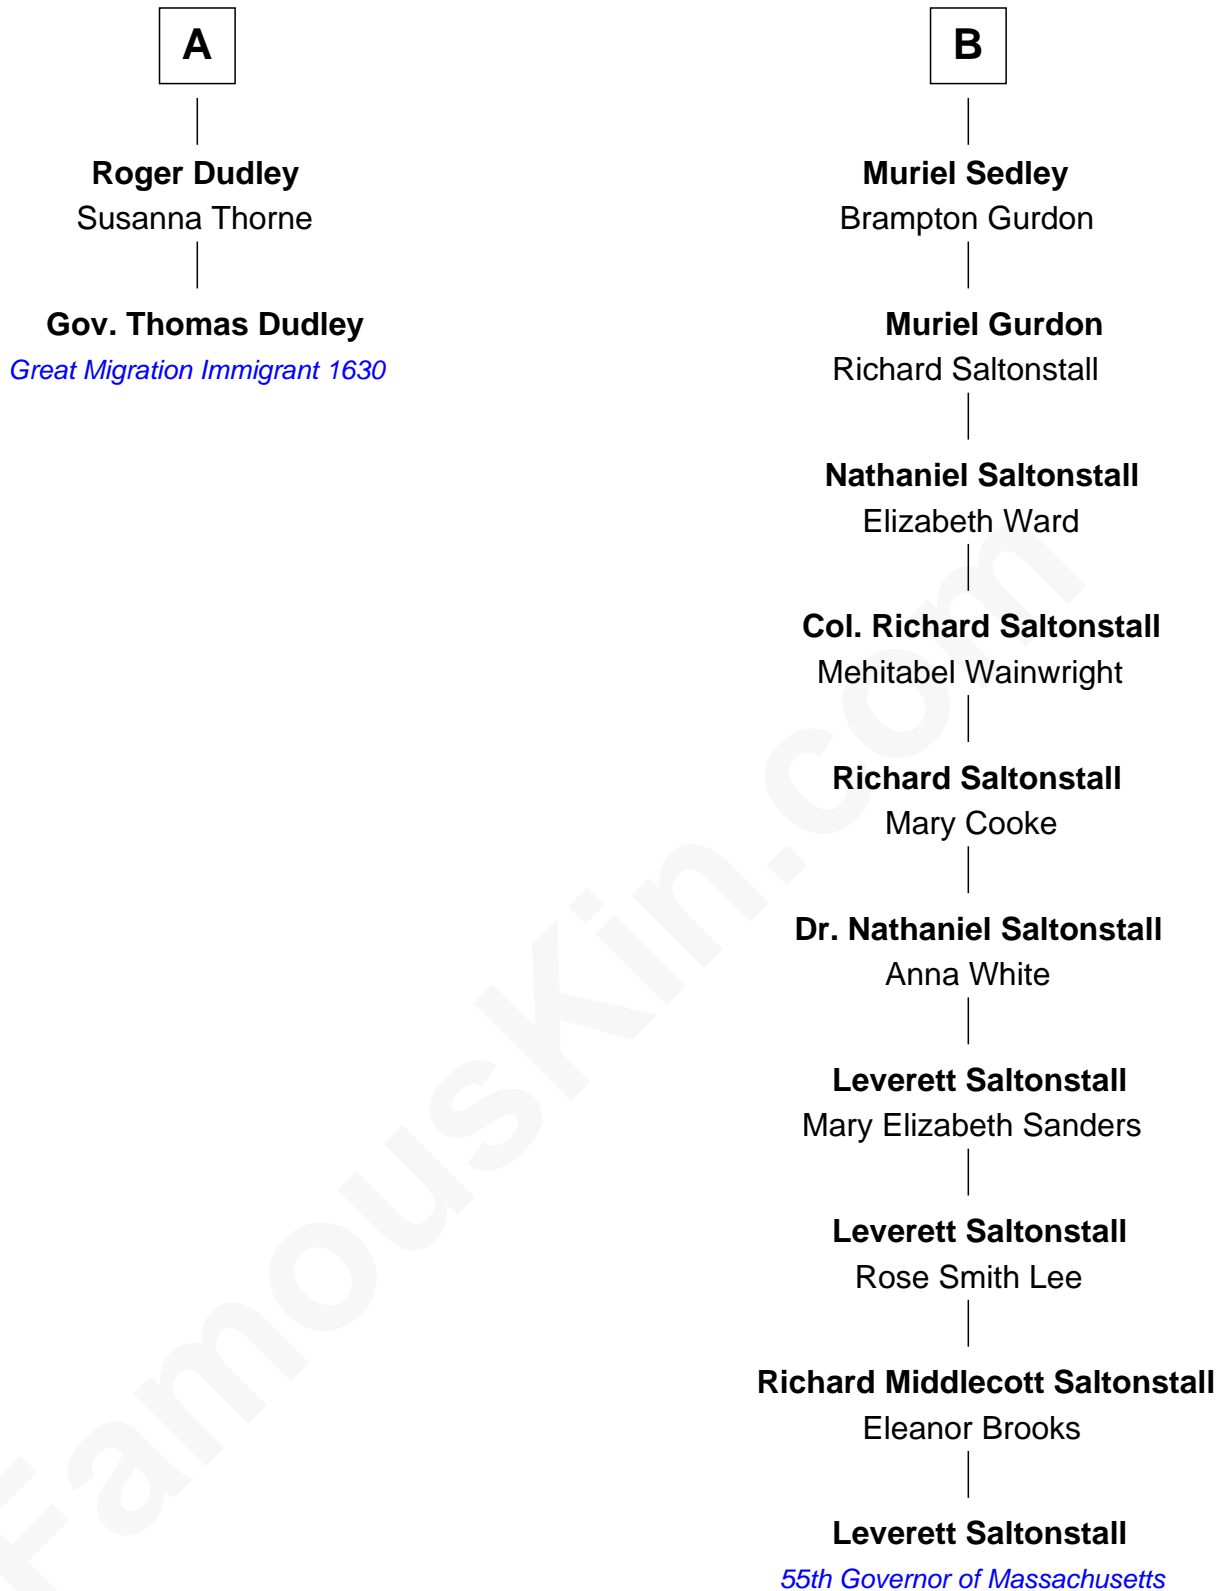 A
Roger Dudley
Susanna Thorne
Gov. Thomas Dudley
Great Migration Immigrant 1630
B
Muriel Sedley
Brampton Gurdon
Muriel Gurdon
Richard Saltonstall
Nathaniel Saltonstall
Elizabeth Ward
Col. Richard Saltonstall
Mehitabel Wainwright
Richard Saltonstall
Mary Cooke
Dr. Nathaniel Saltonstall
Anna White
Leverett Saltonstall
Mary Elizabeth Sanders
Leverett Saltonstall
Rose Smith Lee
Richard Middlecott Saltonstall
Eleanor Brooks
Leverett Saltonstall
55th Governor of Massachusetts
FamousKin.com